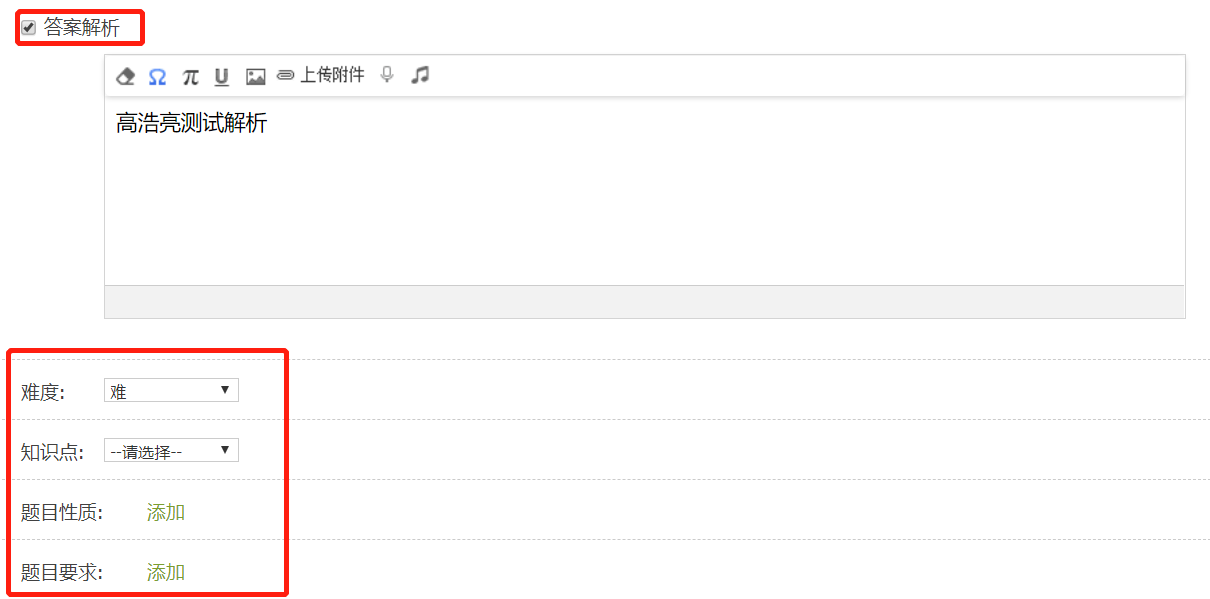 答案解析
Ω π U 上传附件
高浩亮测试解析
难度: 难
知识点: --请选择--
题目性质: 添加
题目要求: 添加